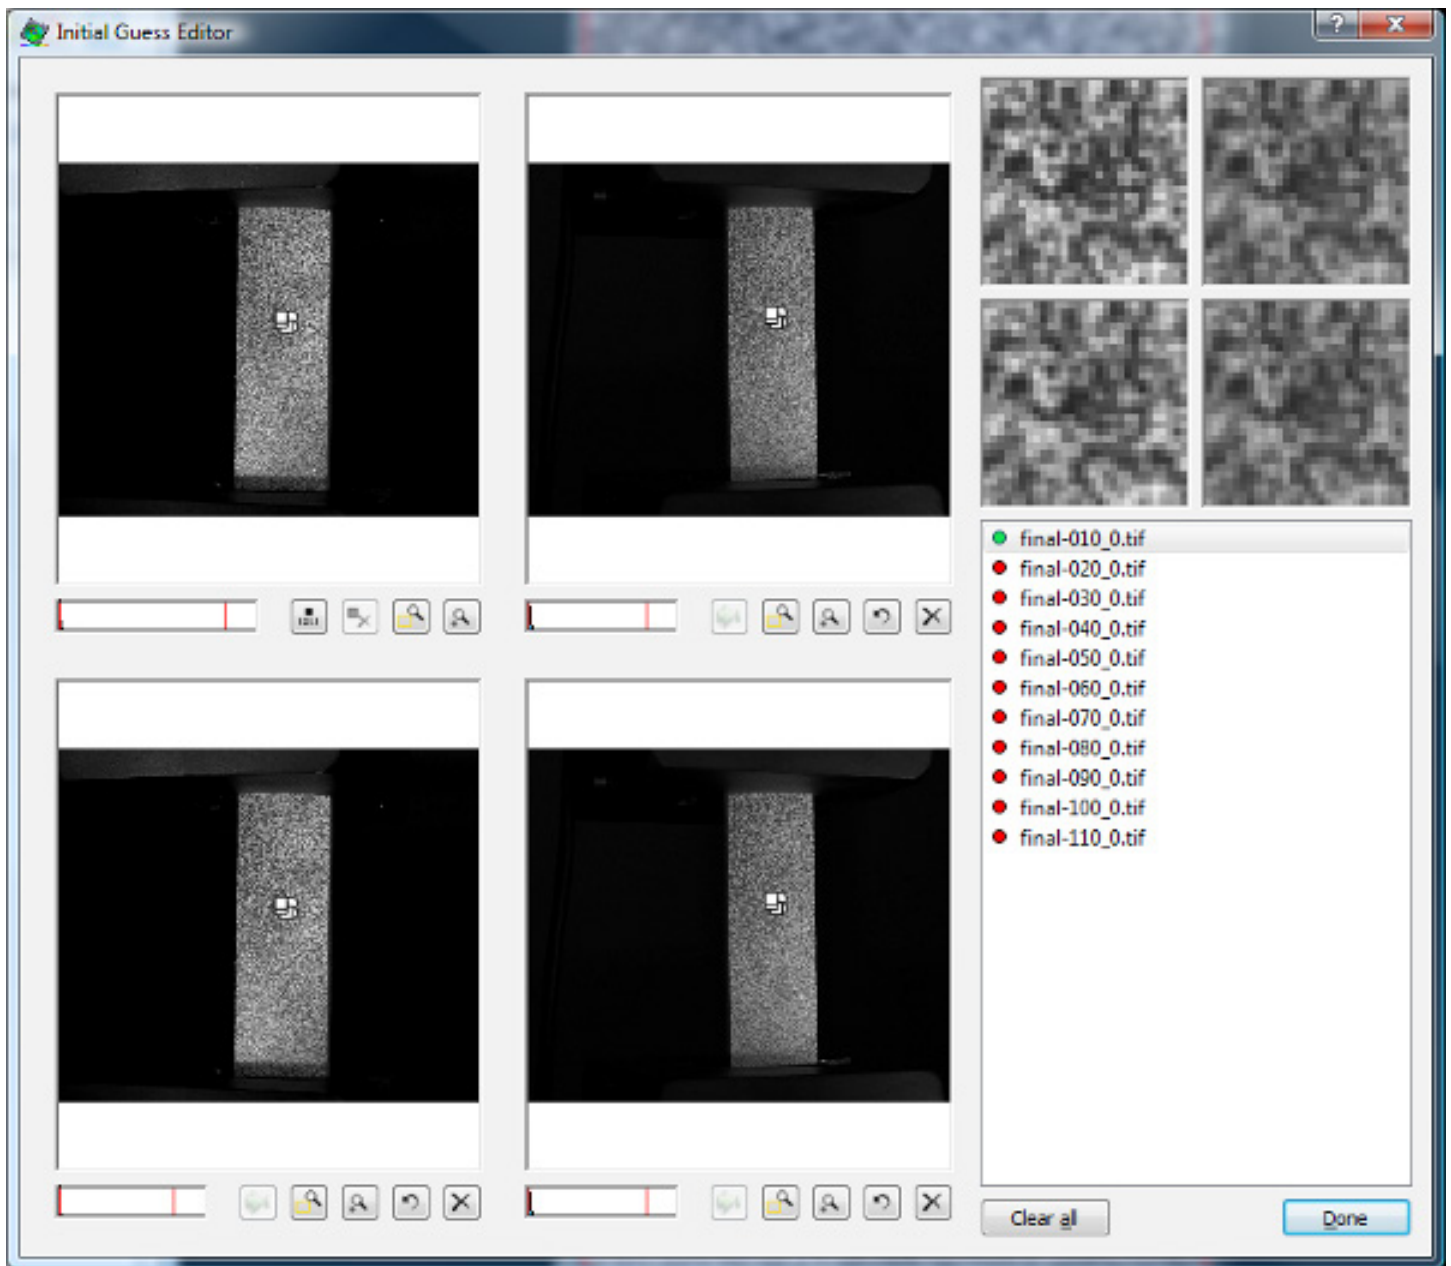 Initial Guess Editor
?
final-010_0.tif
final-020_0.tif
final-030_0.tif
final-040_0.tif
final-050_0.tif
final-060_0.tif
final-070_0.tif
final-080_0.tif
final-090_0.tif
final-100_0.tif
final-110_0.tif
Clear all
Done